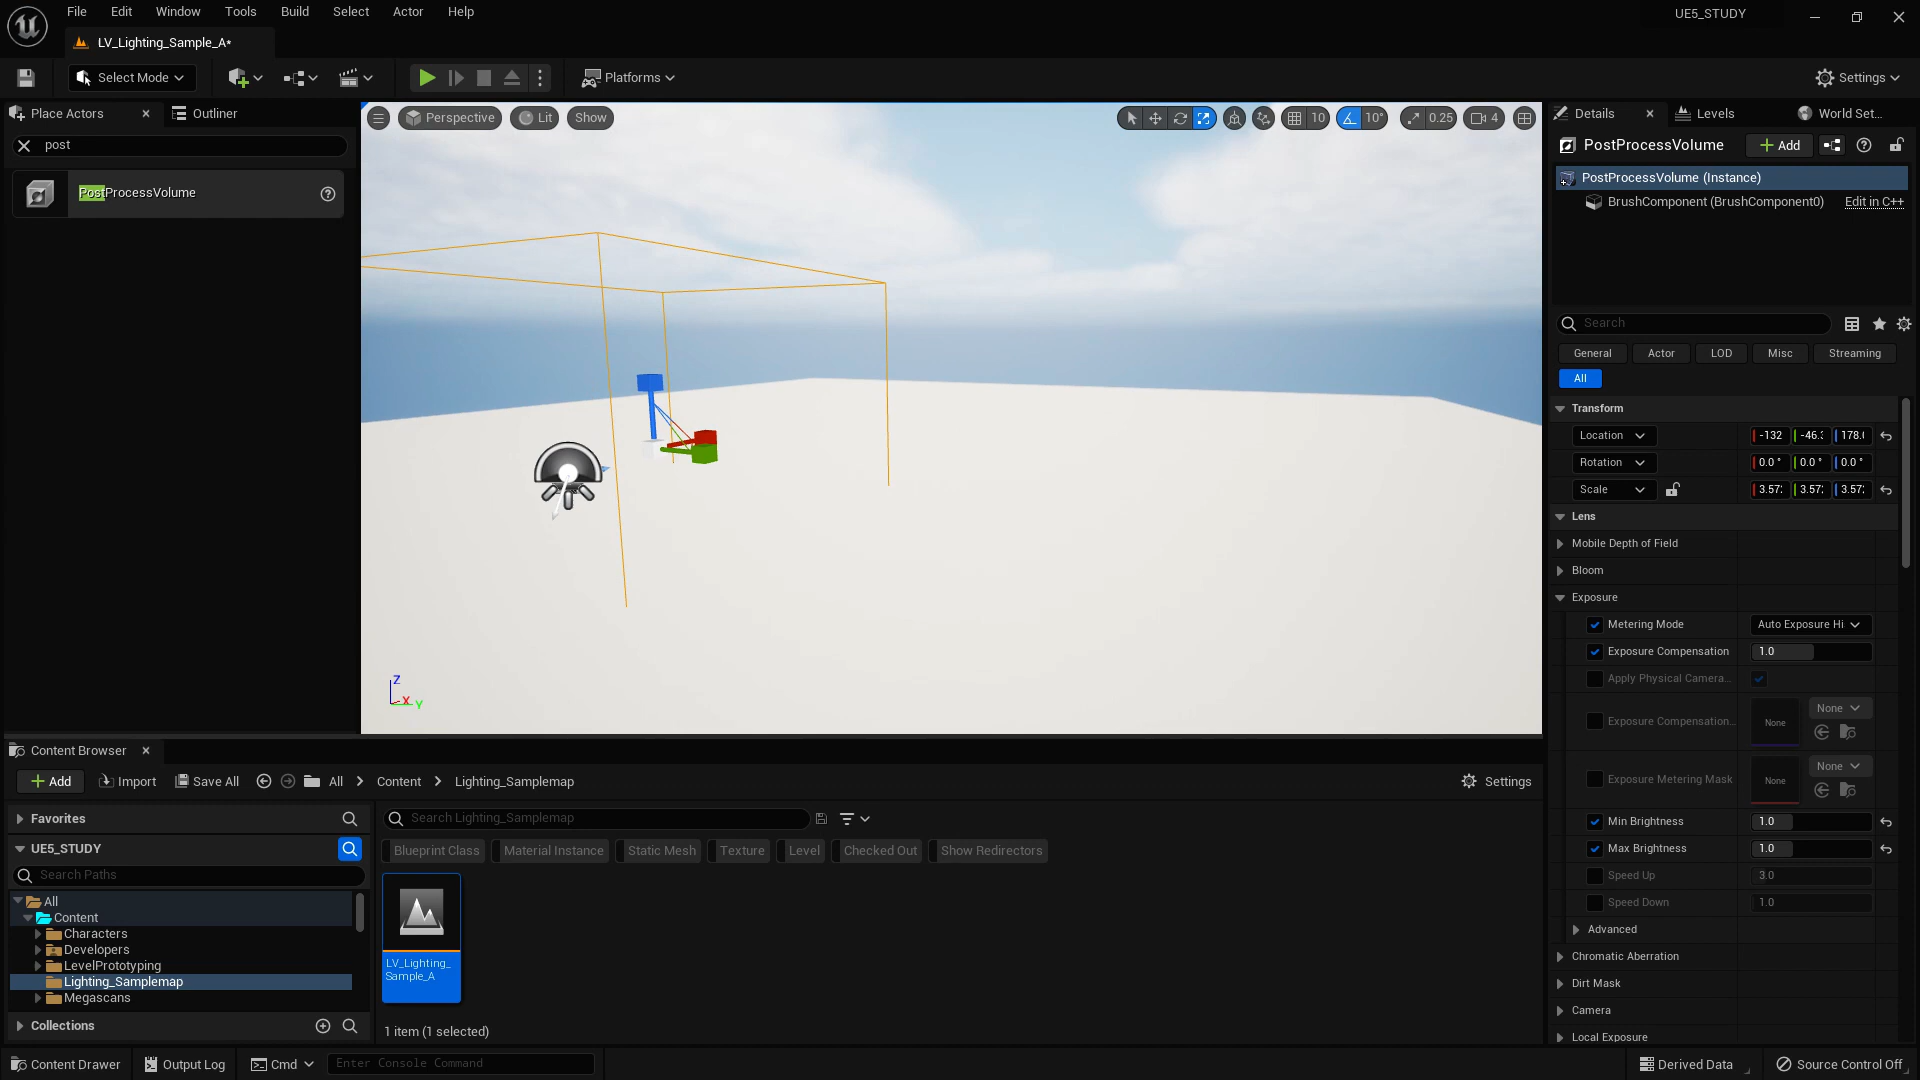 File Edit Window Tools Build Select Actor Help
UE5_STUDY
LV_Lighting_Sample_A*
Select Mode
Platforms
Settings
Place Actors
Outliner
post
PostProcessVolume
Perspective
Lit
Show
10
10°
0.25
4
Z
X
Y
Details
Levels
World Set...
PostProcessVolume
Add
PostProcessVolume (Instance)
BrushComponent (BrushComponent0) Edit in C++
Search
General Actor LOD Misc Streaming
All
Transform
Location -132 -46.: 178.(
Rotation 0.0 ° 0.0 ° 0.0 °
Scale 3.57: 3.57: 3.57:
Lens
Mobile Depth of Field
Bloom
Exposure
Metering Mode Auto Exposure Hi
Exposure Compensation 1.0
Apply Physical Camera...
Exposure Compensation... None None
Exposure Metering Mask None None
Min Brightness 1.0
Max Brightness 1.0
Speed Up 3.0
Speed Down 1.0
Advanced
Chromatic Aberration
Dirt Mask
Camera
Local Exposure
Content Browser
Add Import Save All All Content Lighting_Samplemap Settings
Favorites
UE5_STUDY
Search Paths
All
Content
Characters
Developers
LevelPrototyping
Lighting_Samplemap
Megascans
Collections
Search Lighting_Samplemap
Blueprint Class Material Instance Static Mesh Texture Level Checked Out Show Redirectors
LV_Lighting_
Sample_A
1 item (1 selected)
Content Drawer Output Log Cmd Enter Console Command Derived Data Source Control Off